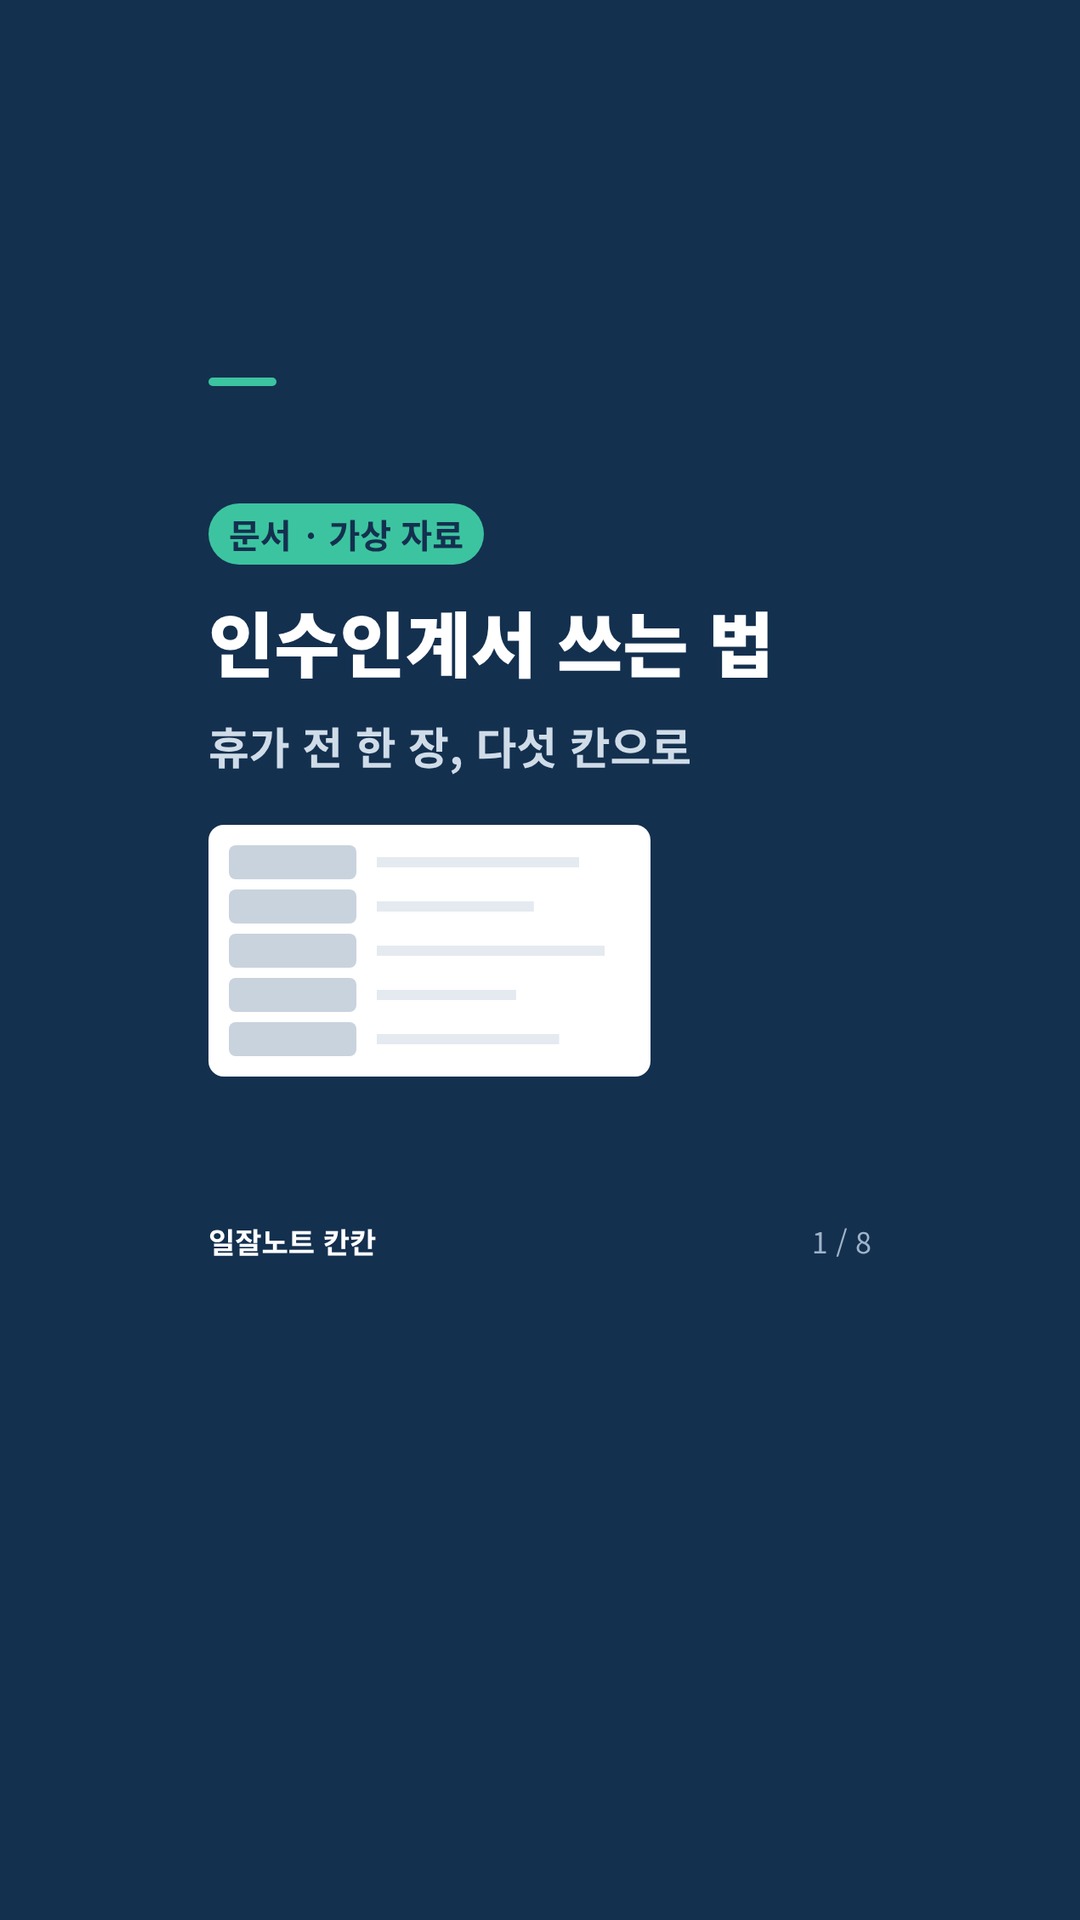 문서 · 가상 자료
인수인계서 쓰는 법
휴가 전 한 장, 다섯 칸으로
일잘노트 칸칸
1 / 8